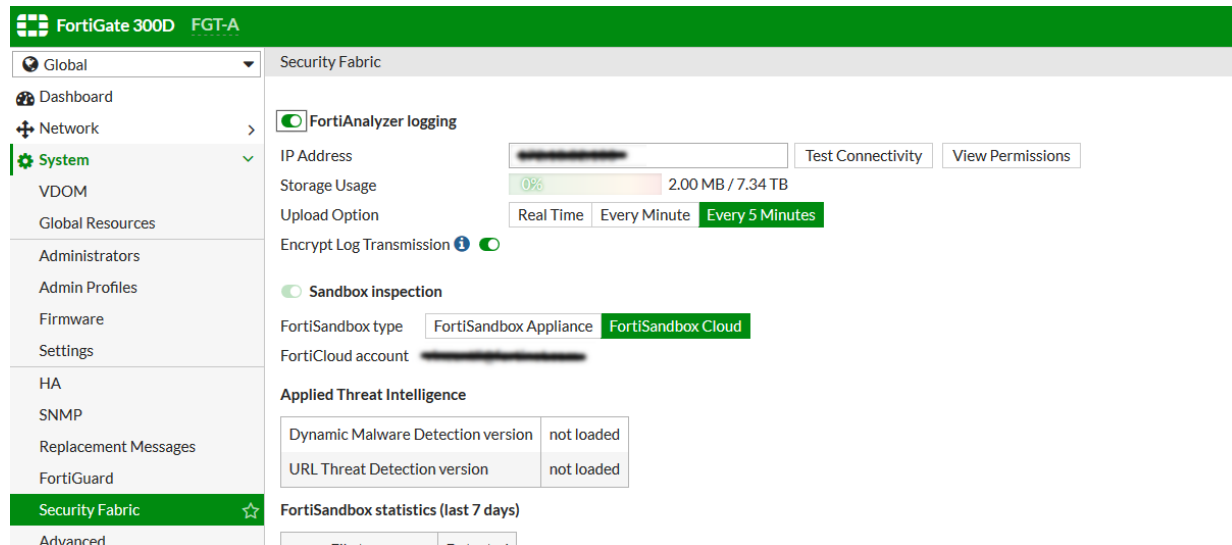 FortiGate 300D FGT-A
Global
Security Fabric
Dashboard
Network
System
VDOM
Global Resources
Administrators
Admin Profiles
Firmware
Settings
HA
SNMP
Replacement Messages
FortiGuard
Security Fabric
Advanced
FortiAnalyzer logging
IP Address
Test Connectivity
View Permissions
Storage Usage
0%
2.00 MB / 7.34 TB
Upload Option
Real Time
Every Minute
Every 5 Minutes
Encrypt Log Transmission
Sandbox inspection
FortiSandbox type
FortiSandbox Appliance
FortiSandbox Cloud
FortiCloud account
Applied Threat Intelligence
Dynamic Malware Detection version
not loaded
URL Threat Detection version
not loaded
FortiSandbox statistics (last 7 days)